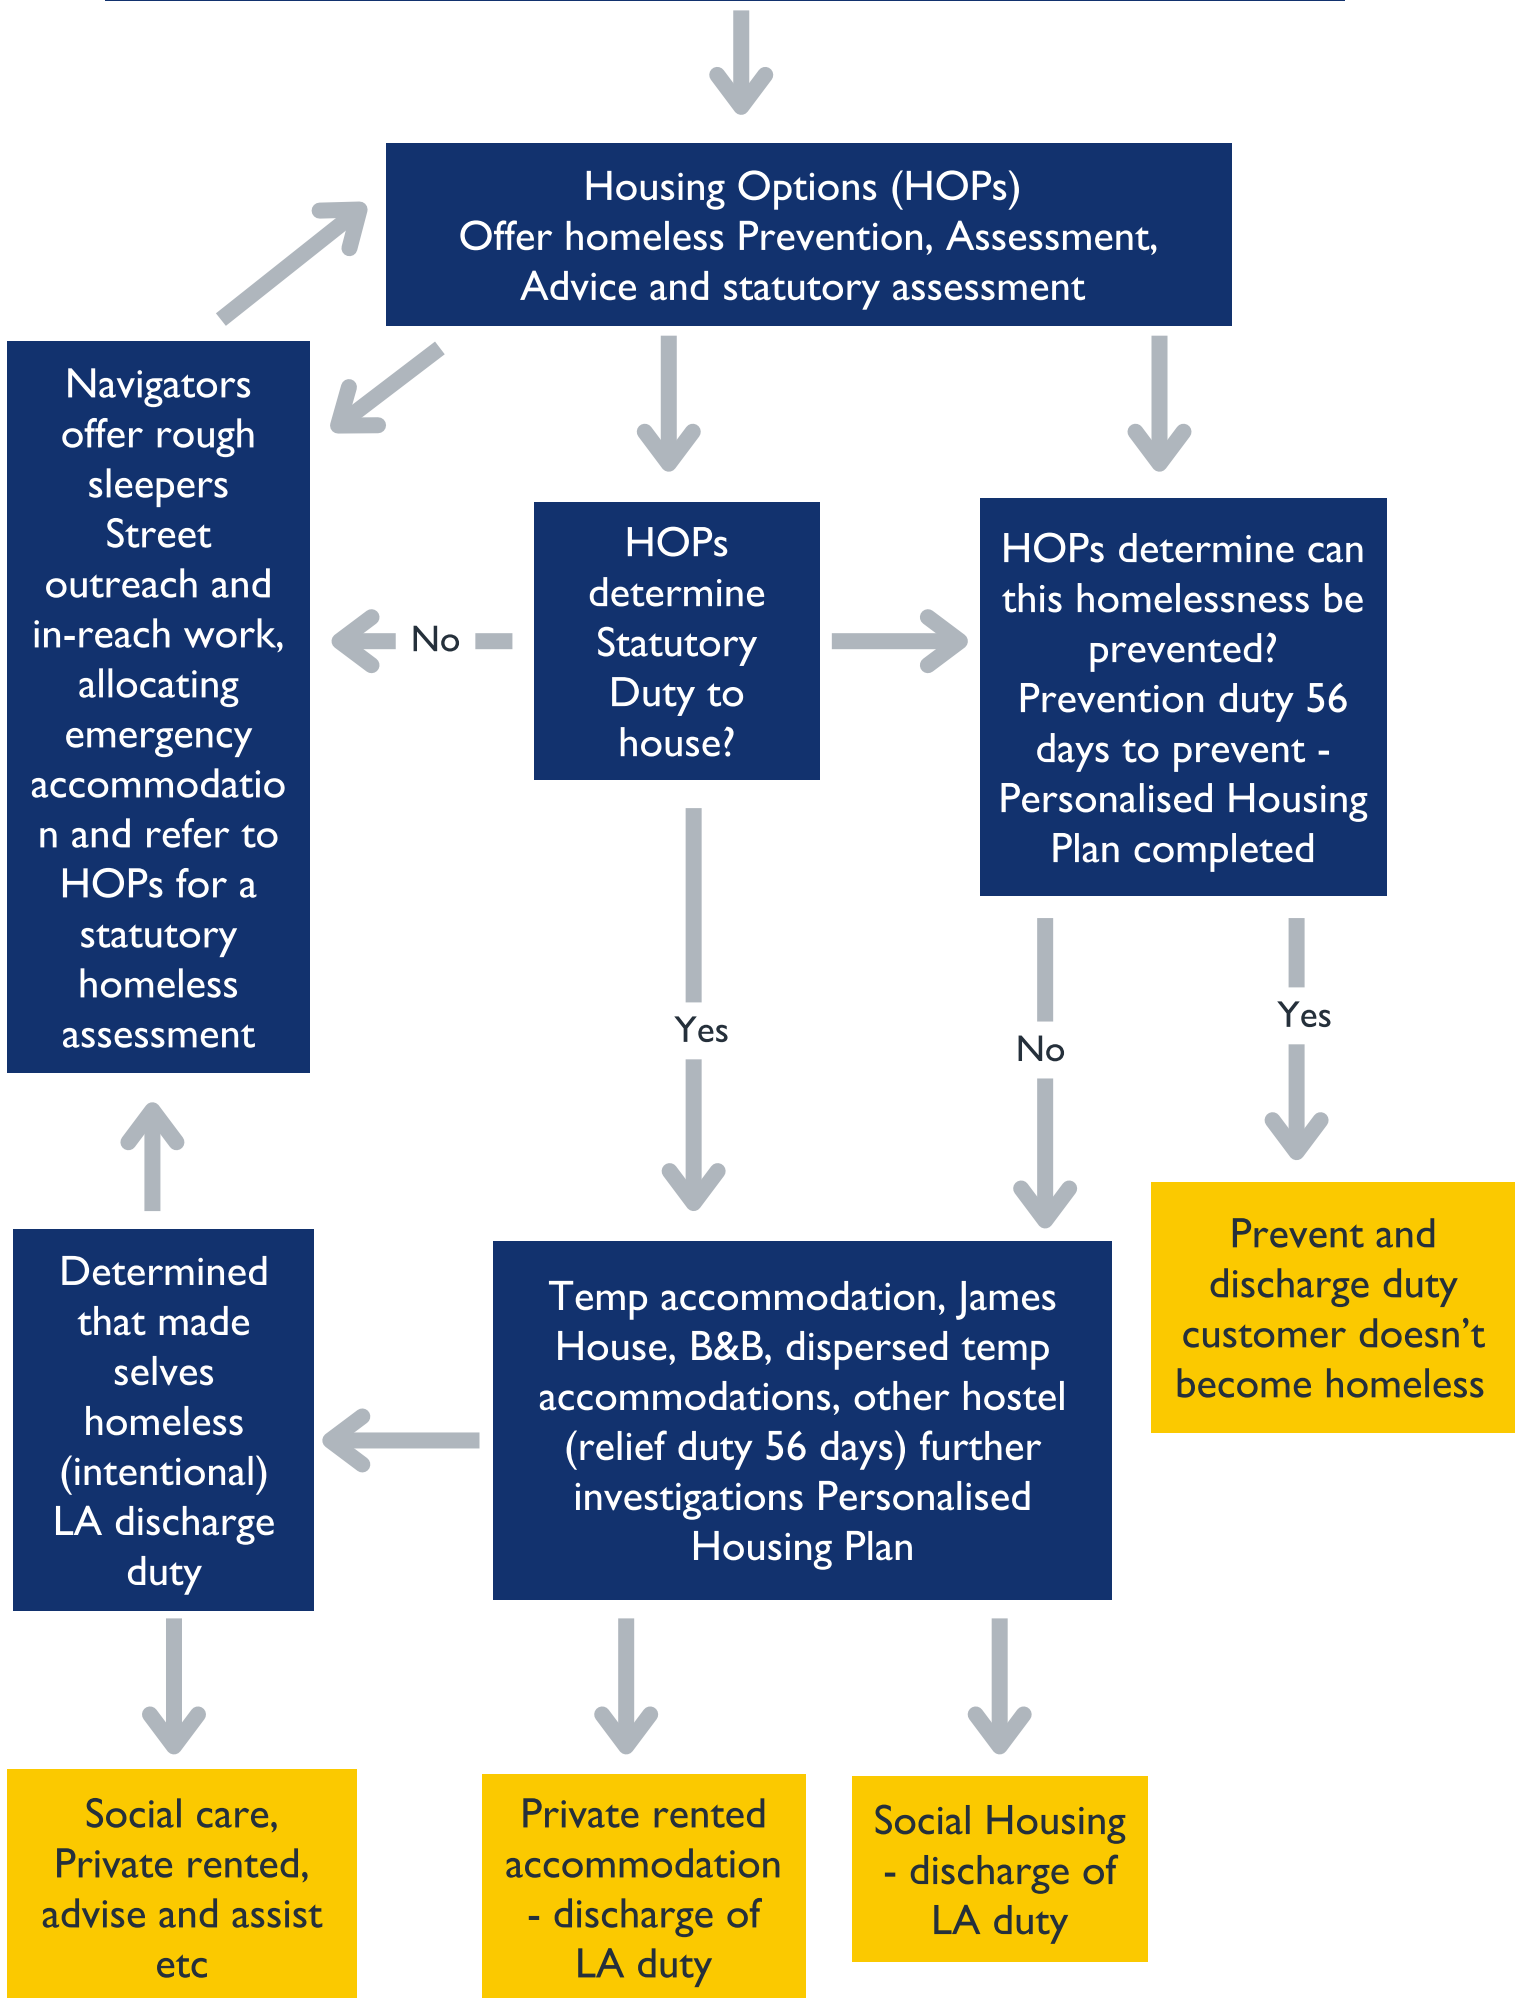 Housing Options (HOPs)
Offer homeless Prevention, Assessment,
Advice and statutory assessment
Navigators
offer rough
sleepers
Street
outreach and
in-reach work,
allocating
emergency
accommodatio
n and refer to
HOPs for a
statutory
homeless
assessment
No
HOPs
determine
Statutory
Duty to
house?
HOPs determine can
this homelessness be
prevented?
Prevention duty 56
days to prevent -
Personalised Housing
Plan completed
Yes
No
Yes
Determined
that made
selves
homeless
(intentional)
LA discharge
duty
Temp accommodation, James
House, B&B, dispersed temp
accommodations, other hostel
(relief duty 56 days) further
investigations Personalised
Housing Plan
Prevent and
discharge duty
customer doesn’t
become homeless
Social care,
Private rented,
advise and assist
etc
Private rented
accommodation
- discharge of
LA duty
Social Housing
- discharge of
LA duty